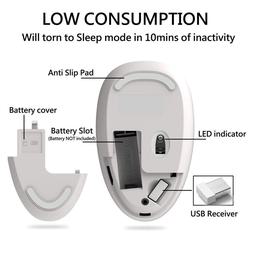 LOW CONSUMPTION
Will torn to Sleep mode in 10mins of inactivity
Anti Slip Pad
Battery cover
Battery Slot
(Battery NOT included)
LED indicator
USB Receiver